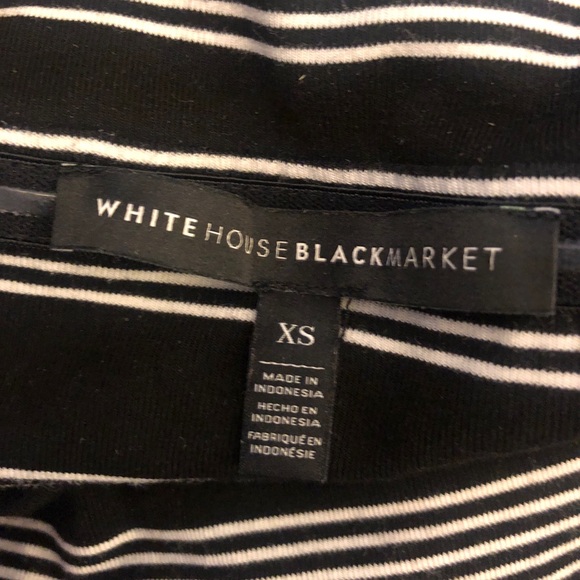 WHITE HOUSE BLACK MARKET
XS
MADE IN
INDONESIA
HECHO EN
INDONESIA
FABRIQUÉ EN
INDONÉSIE